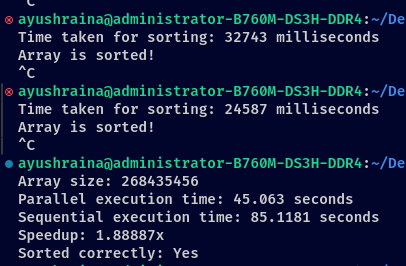 ^C
ayushraina@administrator-B760M-DS3H-DDR4:~/De
Time taken for sorting: 32743 milliseconds
Array is sorted!
^C
ayushraina@administrator-B760M-DS3H-DDR4:~/De
Time taken for sorting: 24587 milliseconds
Array is sorted!
^C
ayushraina@administrator-B760M-DS3H-DDR4:~/De
Array size: 268435456
Parallel execution time: 45.063 seconds
Sequential execution time: 85.1181 seconds
Speedup: 1.88887x
Sorted correctly: Yes